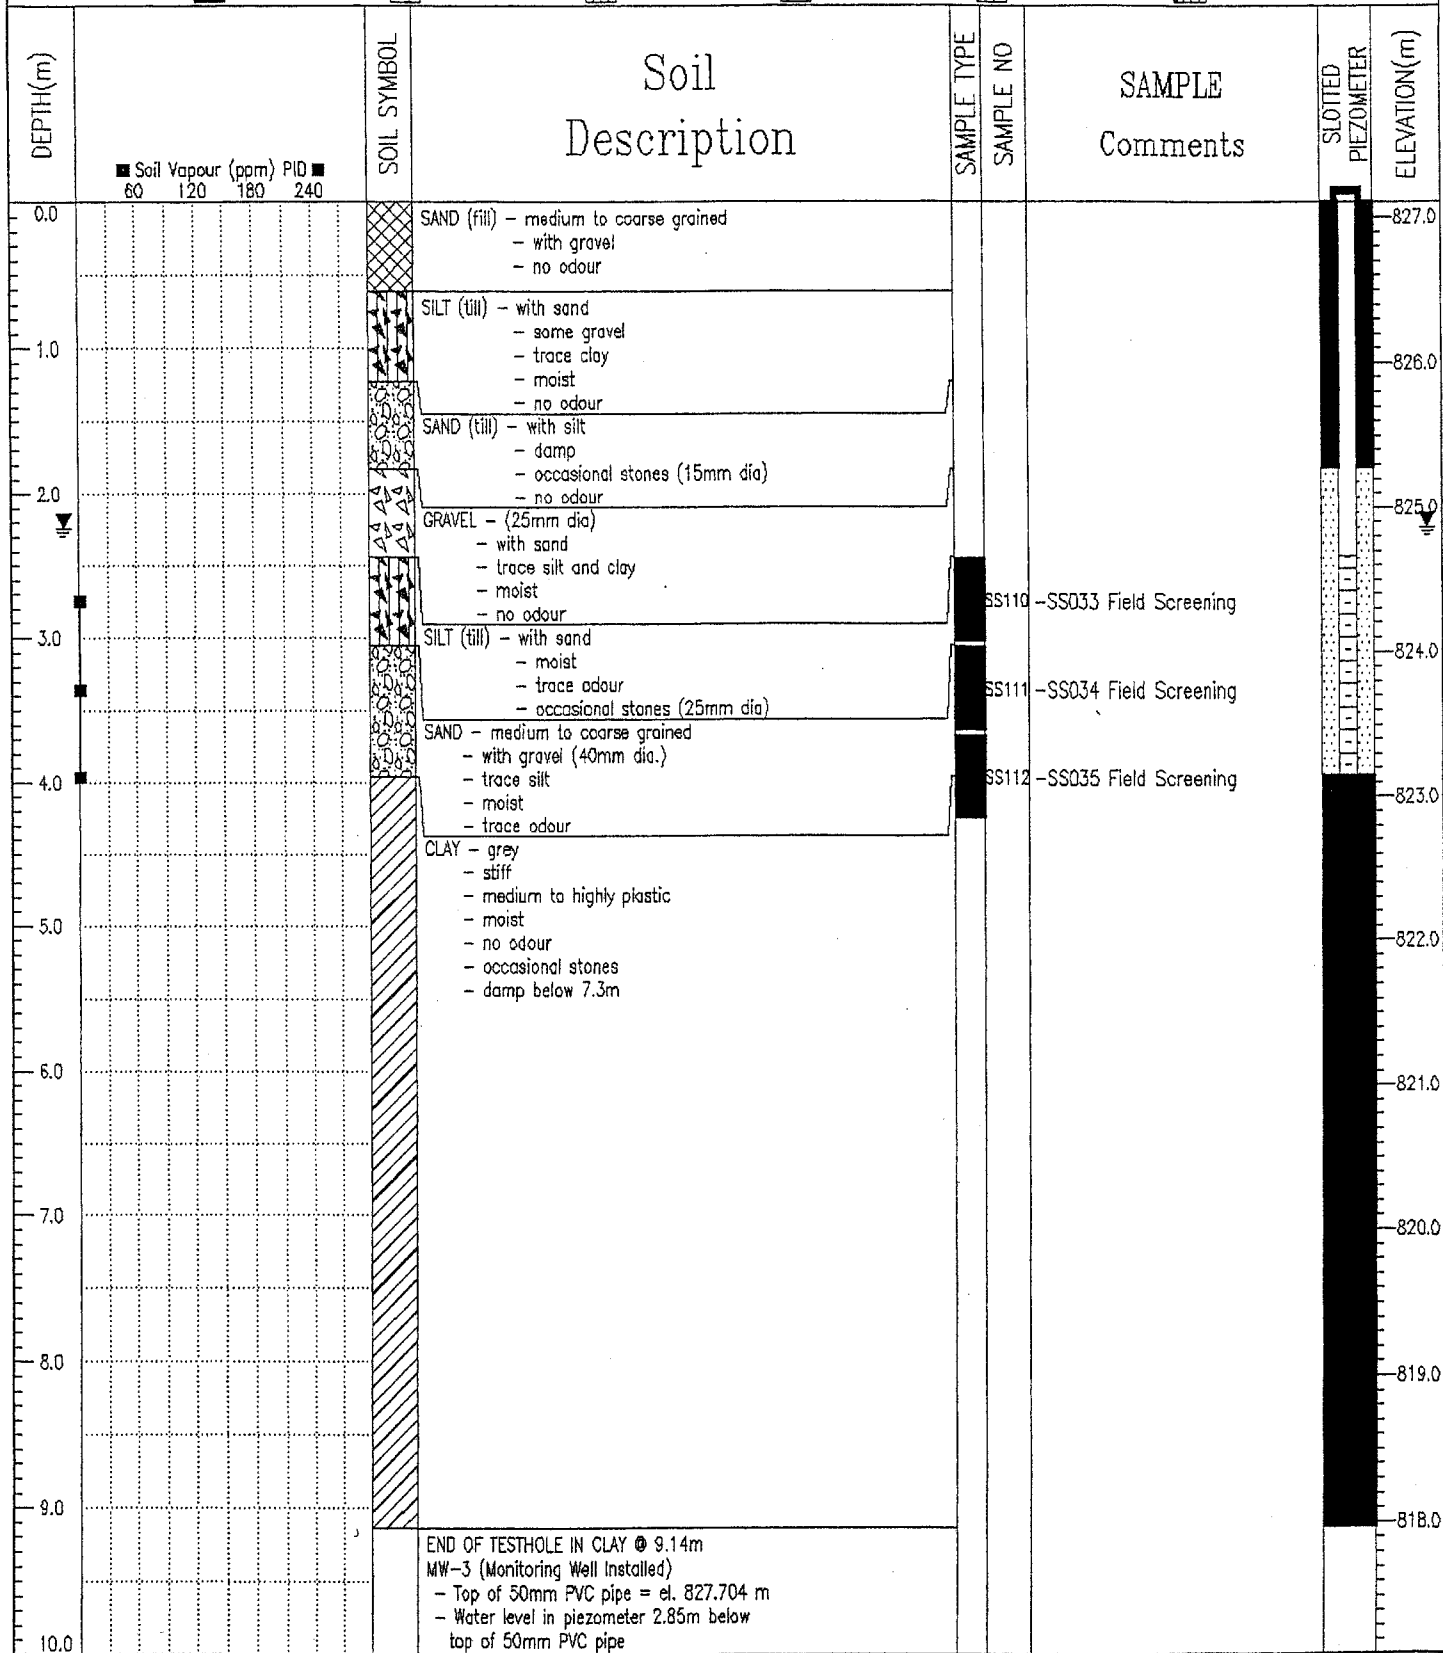 DEPTH(m)
■ Soil Vapour (ppm) PID ■
60 120 180 240
SOIL SYMBOL
Soil
Description
SAMPLE TYPE
SAMPLE NO
SAMPLE
Comments
SLOTTED
PIEZOMETER
ELEVATION(m)
0.0
1.0
2.0
3.0
4.0
5.0
6.0
7.0
8.0
9.0
10.0
SAND (fill) - medium to coarse grained
- with gravel
- no odour
SILT (till) - with sand
- some gravel
- trace clay
- moist
- no odour
SAND (till) - with silt
- damp
- occasional stones (15mm dia)
- no odour
GRAVEL - (25mm dia)
- with sand
- trace silt and clay
- moist
- no odour
SILT (till) - with sand
- moist
- trace odour
- occasional stones (25mm dia)
SAND - medium to coarse grained
- with gravel (40mm dia.)
- trace silt
- moist
- trace odour
CLAY - grey
- stiff
- medium to highly plastic
- moist
- no odour
- occasional stones
- damp below 7.3m
END OF TESTHOLE IN CLAY @ 9.14m
MW-3 (Monitoring Well Installed)
- Top of 50mm PVC pipe = el. 827.704 m
- Water level in piezometer 2.85m below
top of 50mm PVC pipe
SS110 -SS033 Field Screening
SS111 -SS034 Field Screening
SS112 -SS035 Field Screening
827.0
826.0
825.0
824.0
823.0
822.0
821.0
820.0
819.0
818.0